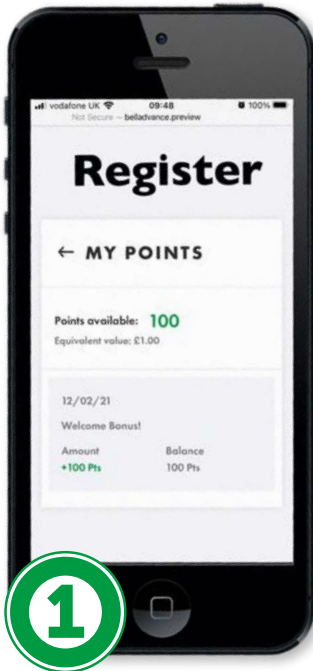 vodafone UK 09:48 100%
Not Secure — belladvance.preview
Register
← MY POINTS
Points available: 100
Equivalent value: £1.00
12/02/21
Welcome Bonus!
Amount Balance
+100 Pts 100 Pts
1